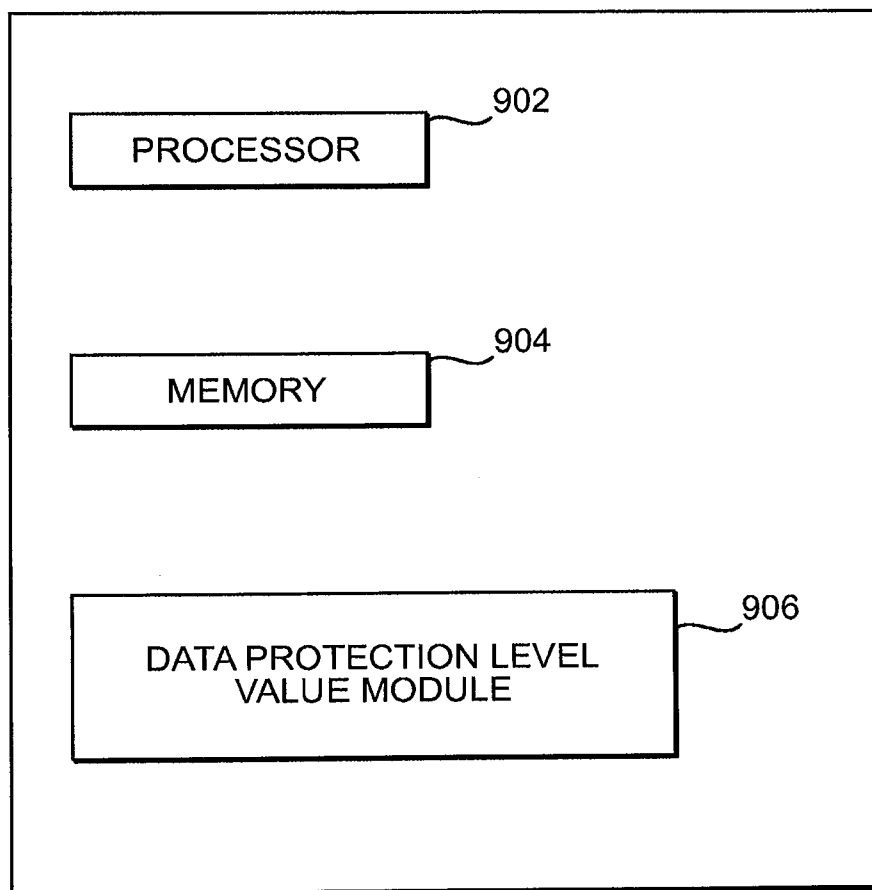 902
PROCESSOR
904
MEMORY
906
DATA PROTECTION LEVEL
VALUE MODULE